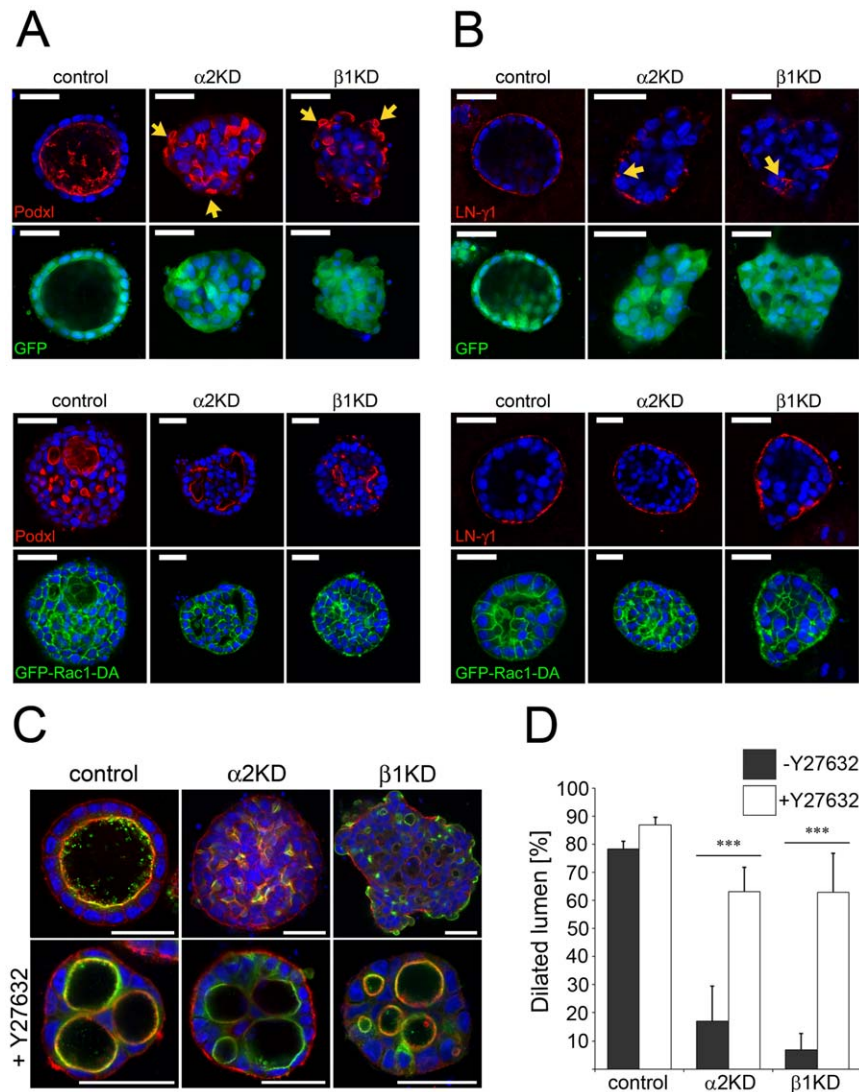 A
B
control α2KD β1KD
control α2KD β1KD
Podxl
LN-γ1
GFP
GFP
control α2KD β1KD
control α2KD β1KD
Podxl
LN-γ1
GFP-Rac1-DA
GFP-Rac1-DA
C
control α2KD β1KD
+ Y27632
D
-Y27632
+Y27632
Dilated lumen [%]
100
90
80
70
60
50
40
30
20
10
***
***
control α2KD β1KD